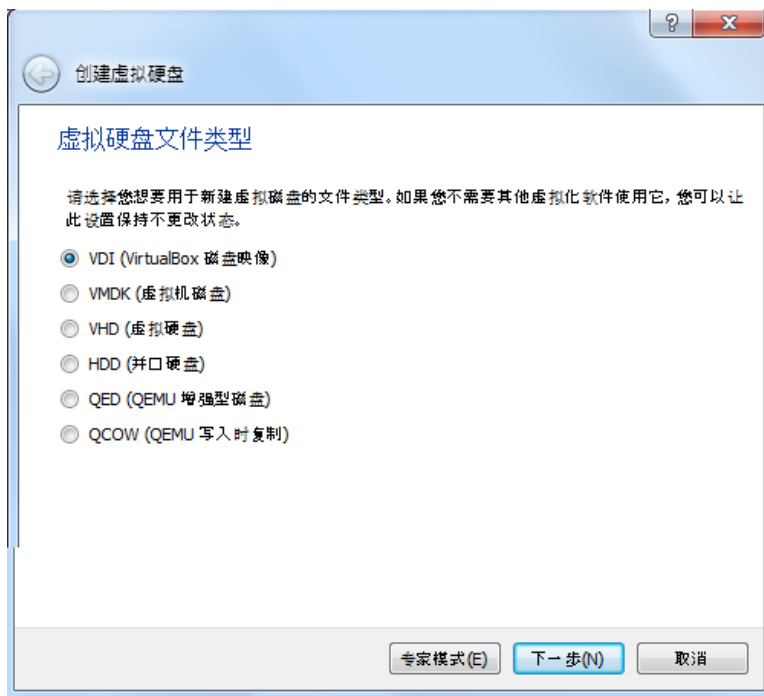 创建虚拟硬盘
虚拟硬盘文件类型
请选择您想要用于新建虚拟磁盘的文件类型。如果您不需要其他虚拟化软件使用它，您可以让
此设置保持不更改状态。
VDI (VirtualBox 磁盘映像)
VMDK (虚拟机磁盘)
VHD (虚拟硬盘)
HDD (并口硬盘)
QED (QEMU 增强型磁盘)
QCOW (QEMU 写入时复制)
专家模式(E) 下一步(N) 取消